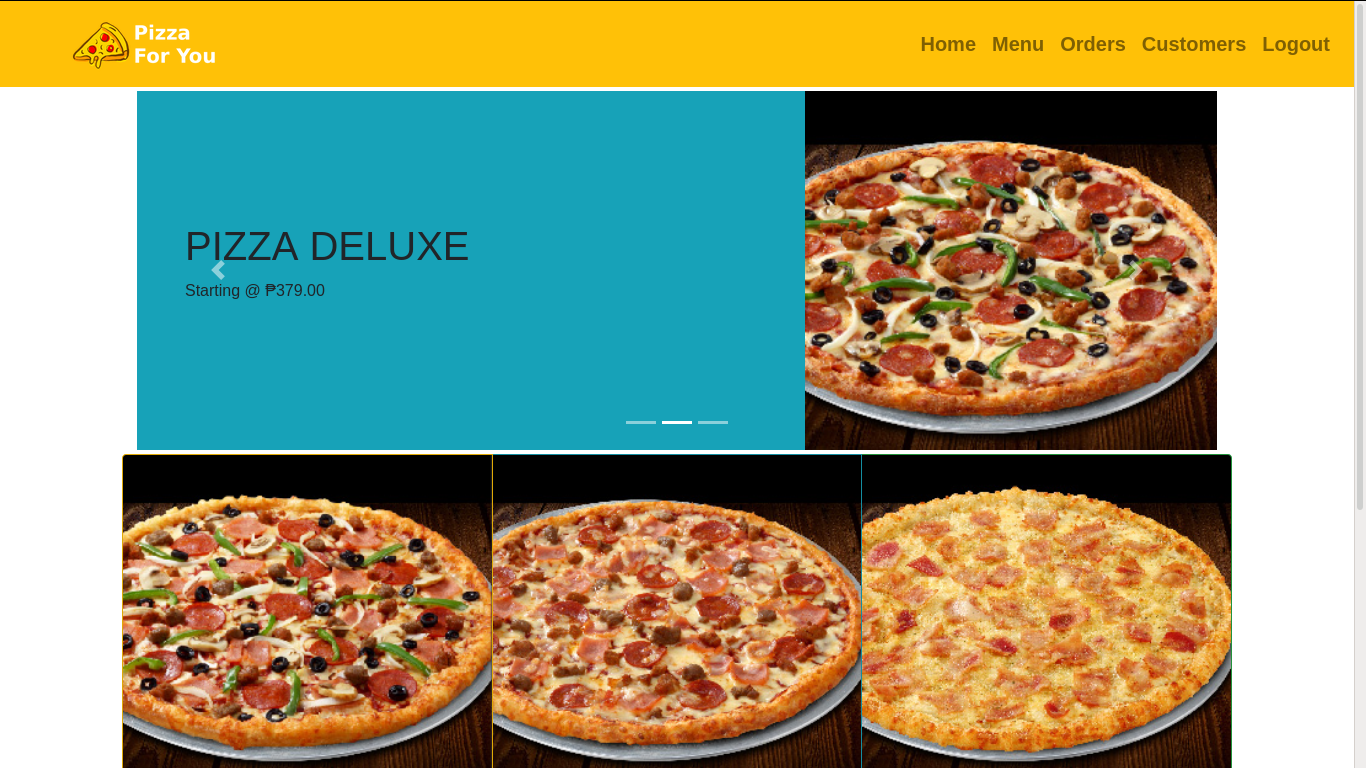 Pizza
For You
Home Menu Orders Customers Logout
PIZZA DELUXE
Starting @ ₱379.00